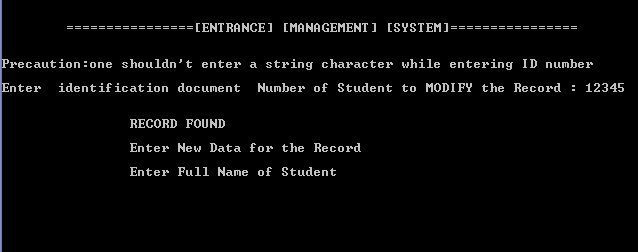 ================[ENTRANCE] [MANAGEMENT] [SYSTEM]================
Precaution:one shouldn't enter a string character while entering ID number
Enter  identification document  Number of Student to MODIFY the Record : 12345
RECORD FOUND
Enter New Data for the Record
Enter Full Name of Student